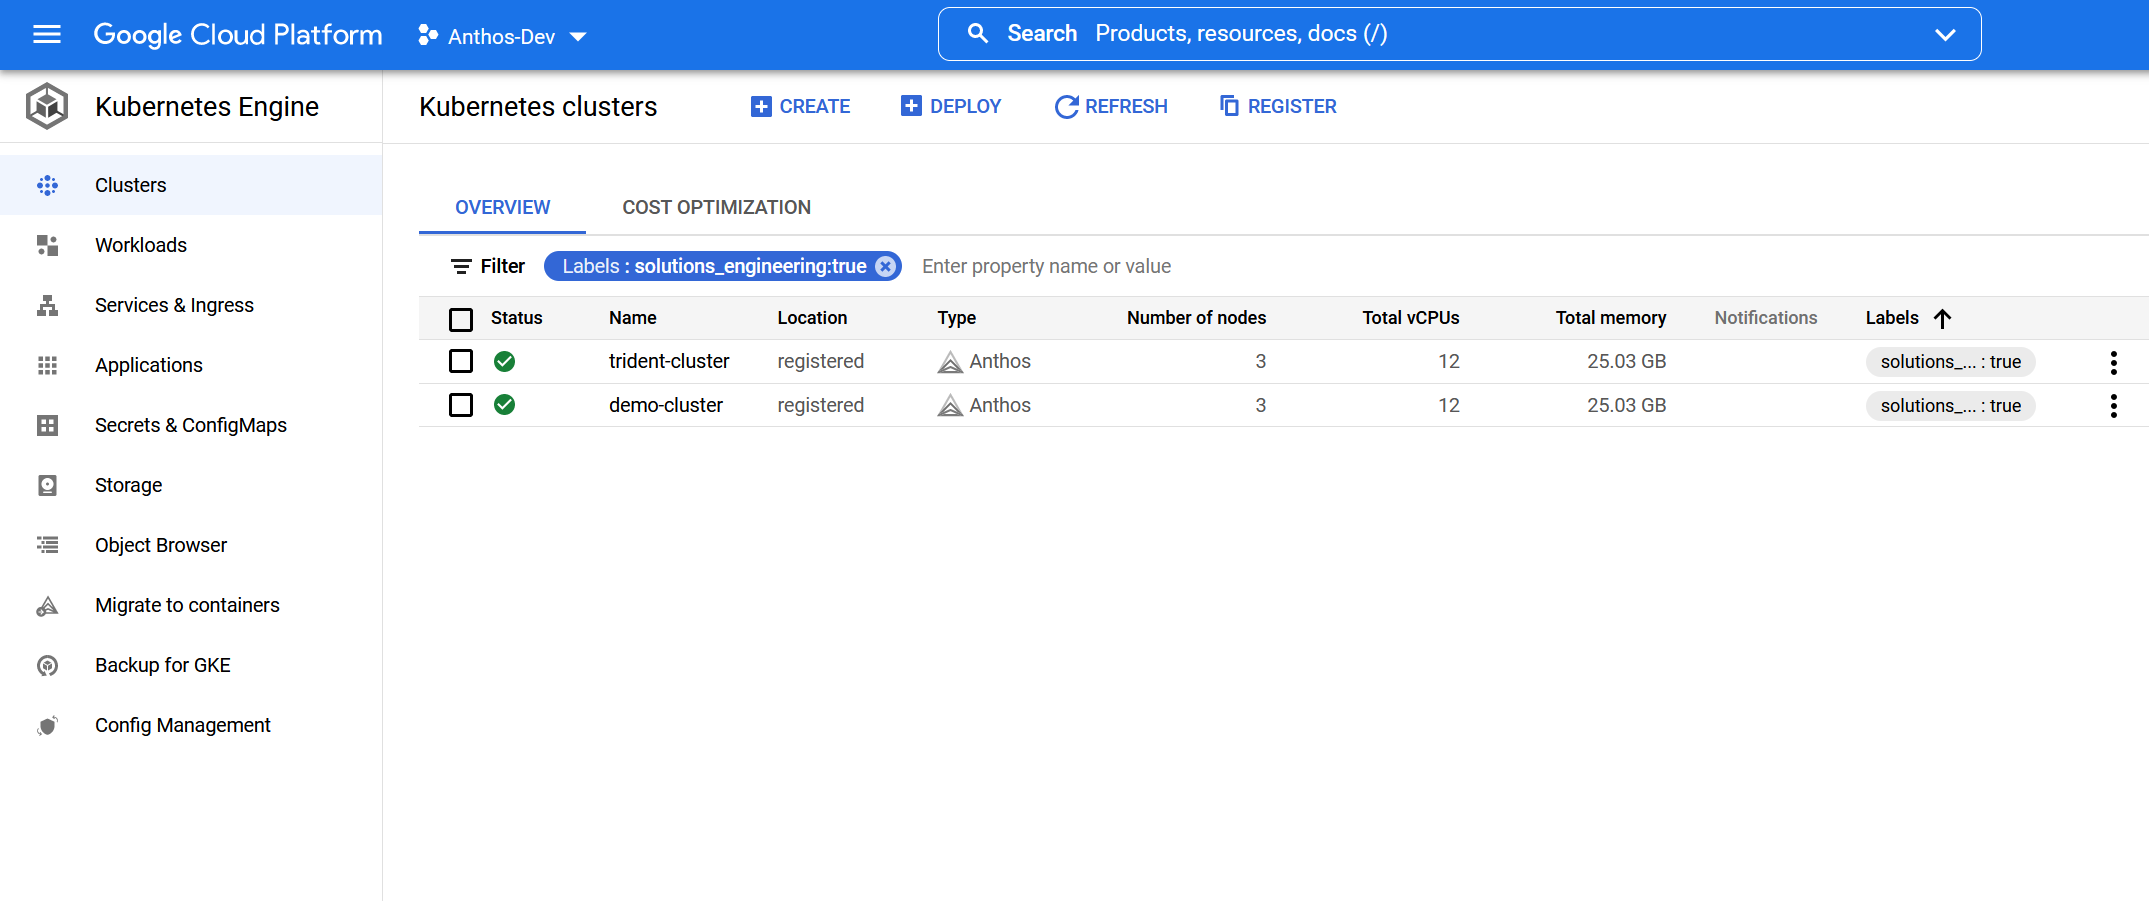 Google Cloud Platform
Anthos-Dev
Search Products, resources, docs (/)
Kubernetes Engine
Clusters
Workloads
Services & Ingress
Applications
Secrets & ConfigMaps
Storage
Object Browser
Migrate to containers
Backup for GKE
Config Management
Kubernetes clusters
CREATE
DEPLOY
REFRESH
REGISTER
OVERVIEW
COST OPTIMIZATION
Filter Labels : solutions_engineering:true Enter property name or value
Status Name Location Type Number of nodes Total vCPUs Total memory Notifications Labels
trident-cluster registered Anthos 3 12 25.03 GB solutions_... : true
demo-cluster registered Anthos 3 12 25.03 GB solutions_... : true